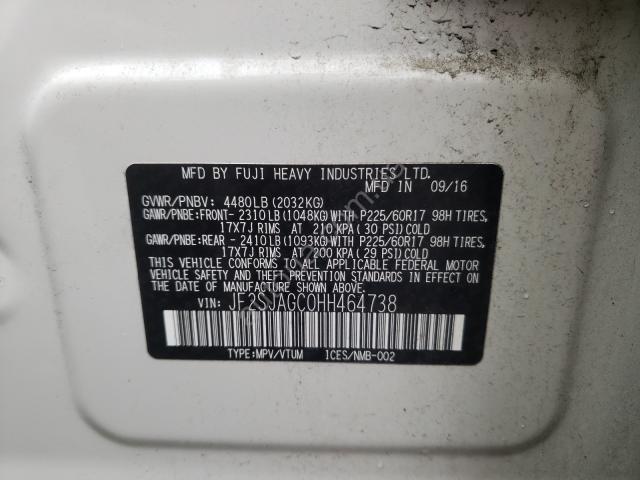 MFD BY FUJI HEAVY INDUSTRIES LTD.
MFD IN 09/16
GVWR/PNBV: 4480LB (2032KG)
GAWR/PNBE:FRONT- 2310LB (1048KG)WITH P225/60R17 98H TIRES,
17X7J RIMS AT 210 KPA (30 PSI)COLD
GAWR/PNBE:REAR - 2410LB (1093KG)WITH P225/60R17 98H TIRES,
17X7J RIMS AT 200 KPA (29 PSI)COLD
THIS VEHICLE CONFORMS TO ALL APPLICABLE FEDERAL MOTOR
VEHICLE SAFETY AND THEFT PREVENTION STANDARDS IN EFFECT
ON THE DATE OF MANUFACTURE SHOWN ABOVE.
VIN: JF2SJAGC0HH464738
TYPE:MPV/VTUM ICES/NMB-002